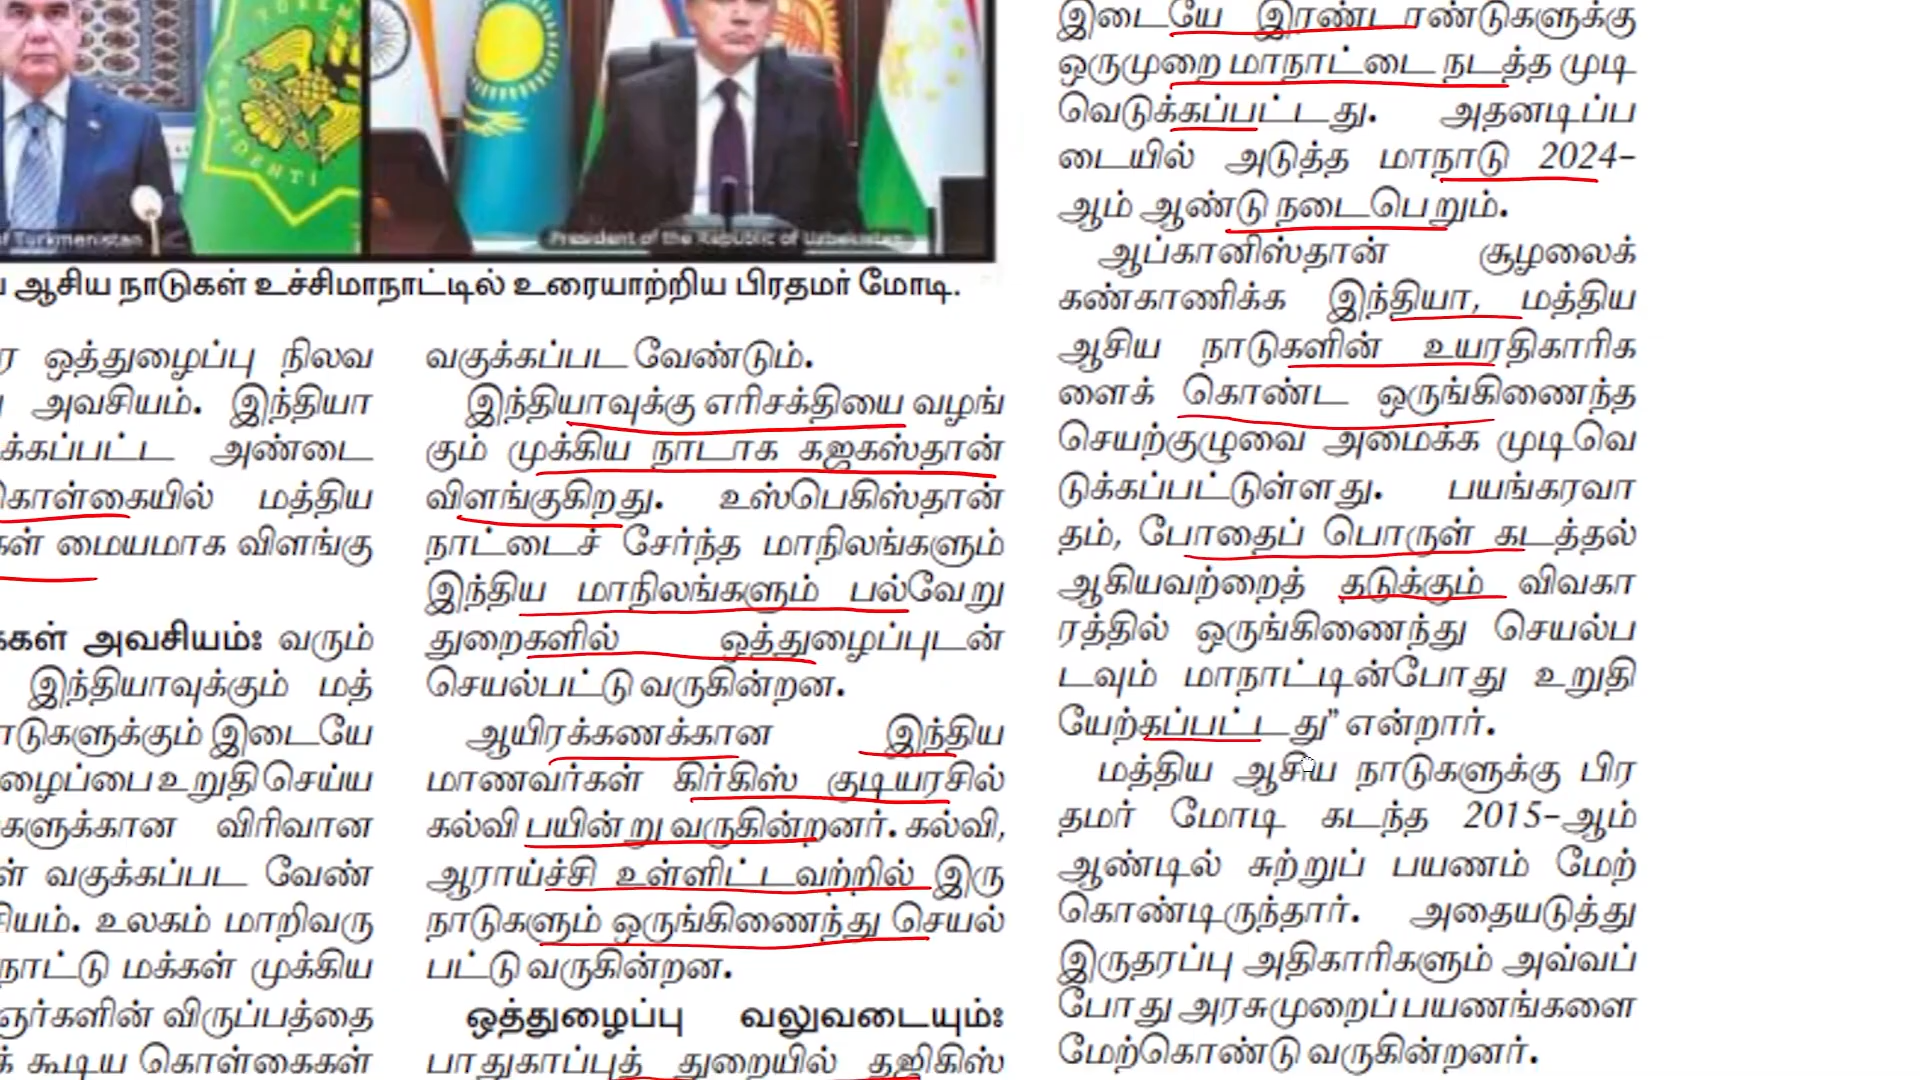 TURKM
SIDENTI
of Turkmenistan
President of the Republic of Uzbekistan
ஆசிய நாடுகள் உச்சிமாநாட்டில் உரையாற்றிய பிரதமர் மோடி.
ஒத்துழைப்பு நிலவ
அவசியம். இந்தியா
க்கப்பட்ட அண்டை
கொள்கையில் மத்திய
கள் மையமாக விளங்கு
கள் அவசியம்: வரும்
இந்தியாவுக்கும் மத்
ாடுகளுக்கும் இடையே
ழைப்பை உறுதி செய்ய
களுக்கான விரிவான
ள் வகுக்கப்பட வேண்
சியம். உலகம் மாறிவரு
நாட்டு மக்கள் முக்கிய
ஞர்களின் விருப்பத்தை
க் கூடிய கொள்கைகள்
வகுக்கப்பட வேண்டும்.
இந்தியாவுக்கு எரிசக்தியை வழங்
கும் முக்கிய நாடாக கஜகஸ்தான்
விளங்குகிறது. உஸ்பெகிஸ்தான்
நாட்டைச் சேர்ந்த மாநிலங்களும்
இந்திய மாநிலங்களும் பல்வேறு
துறைகளில் ஒத்துழைப்புடன்
செயல்பட்டு வருகின்றன.
ஆயிரக்கணக்கான இந்திய
மாணவர்கள் கிர்கிஸ் குடியரசில்
கல்வி பயின்று வருகின்றனர். கல்வி,
ஆராய்ச்சி உள்ளிட்டவற்றில் இரு
நாடுகளும் ஒருங்கிணைந்து செயல்
பட்டு வருகின்றன.
ஒத்துழைப்பு வலுவடையும்:
பாதுகாப்புத் துறையில் தஜிகிஸ்
இடையே இரண்டாண்டுகளுக்கு
ஒருமுறை மாநாட்டை நடத்த முடி
வெடுக்கப்பட்டது. அதனடிப்ப
டையில் அடுத்த மாநாடு 2024-
ஆம் ஆண்டு நடைபெறும்.
ஆப்கானிஸ்தான் சூழலைக்
கண்காணிக்க இந்தியா, மத்திய
ஆசிய நாடுகளின் உயரதிகாரிக
ளைக் கொண்ட ஒருங்கிணைந்த
செயற்குழுவை அமைக்க முடிவெ
டுக்கப்பட்டுள்ளது. பயங்கரவா
தம், போதைப் பொருள் கடத்தல்
ஆகியவற்றைத் தடுக்கும் விவகா
ரத்தில் ஒருங்கிணைந்து செயல்ப
டவும் மாநாட்டின்போது உறுதி
யேற்கப்பட்டது" என்றார்.
மத்திய ஆசிய நாடுகளுக்கு பிர
தமர் மோடி கடந்த 2015-ஆம்
ஆண்டில் சுற்றுப் பயணம் மேற்
கொண்டிருந்தார். அதையடுத்து
இருதரப்பு அதிகாரிகளும் அவ்வப்
போது அரசுமுறைப் பயணங்களை
மேற்கொண்டு வருகின்றனர்.